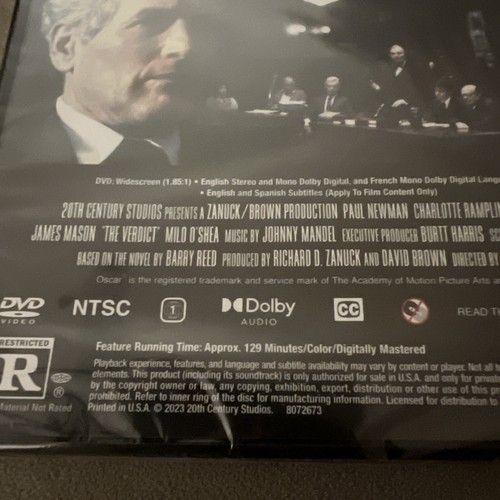 DVD: Widescreen (1.85:1) • English Stereo and Mono Dolby Digital, and French Mono Dolby Digital
• English and Spanish Subtitles (Apply To Film Content Only)
20TH CENTURY STUDIOS PRESENTS A ZANUCK/BROWN PRODUCTION PAUL NEWMAN CHARLOTTE
JAMES MASON "THE VERDICT" MILO O'SHEA MUSIC BY JOHNNY MANDEL EXECUTIVE PRODUCER BURTT HARRIS
BASED ON THE NOVEL BY BARRY REED PRODUCED BY RICHARD D. ZANUCK AND DAVID BROWN DIRECTED BY
Oscar® is the registered trademark and service mark of The Academy of Motion Picture Arts
DVD VIDEO NTSC 1 Dolby AUDIO CC READ
RESTRICTED
R ®
Material Not Rated
Feature Running Time: Approx. 129 Minutes/Color/Digitally Mastered
Playback experience, features, and language and subtitle availability may vary by content or player. Not all
elements. This product (including its soundtrack) is only authorized for sale in U.S.A. and only for
by the copyright owner or law, any copying, exhibition, export, distribution or other use of this
prohibited. Refer to inner ring of the disc for manufacturing information. Licensed for distribution
Printed in U.S.A. © 2023 20th Century Studios. 8072673